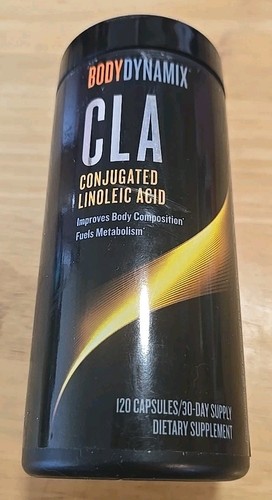 BODYDYNAMIX
CLA
CONJUGATED
LINOLEIC ACID
Improves Body Composition*
Fuels Metabolism*
120 CAPSULES/30-DAY SUPPLY
DIETARY SUPPLEMENT